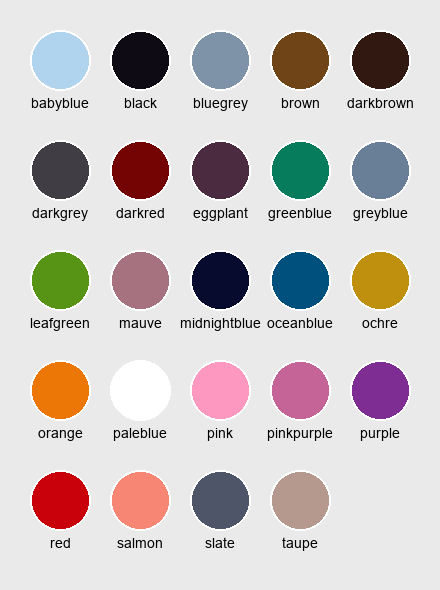 babyblue black bluegrey brown darkbrown
darkgrey darkred eggplant greenblue greyblue
leafgreen mauve midnightblue oceanblue ochre
orange paleblue pink pinkpurple purple
red salmon slate taupe